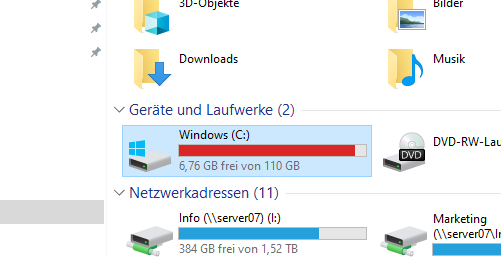 3D-Objekte
Bilder
Downloads
Musik
Geräte und Laufwerke (2)
Windows (C:)
6,76 GB frei von 110 GB
DVD-RW-Lau
DVD
Netzwerkadressen (11)
Info (\\server07) (I:)
384 GB frei von 1,52 TB
Marketing
(\\server07\In